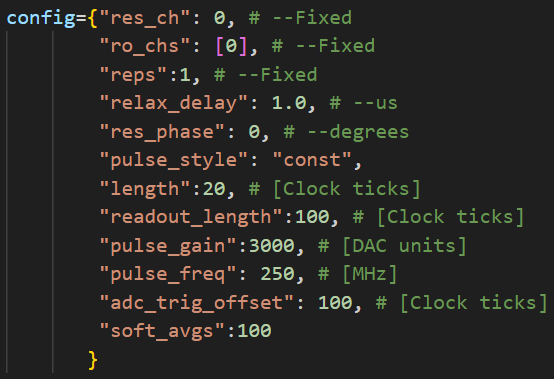 config={"res_ch": 0, # --Fixed
"ro_chs": [0], # --Fixed
"reps":1, # --Fixed
"relax_delay": 1.0, # --us
"res_phase": 0, # --degrees
"pulse_style": "const",
"length":20, # [Clock ticks]
"readout_length":100, # [Clock ticks]
"pulse_gain":3000, # [DAC units]
"pulse_freq": 250, # [MHz]
"adc_trig_offset": 100, # [Clock ticks]
"soft_avgs":100
}